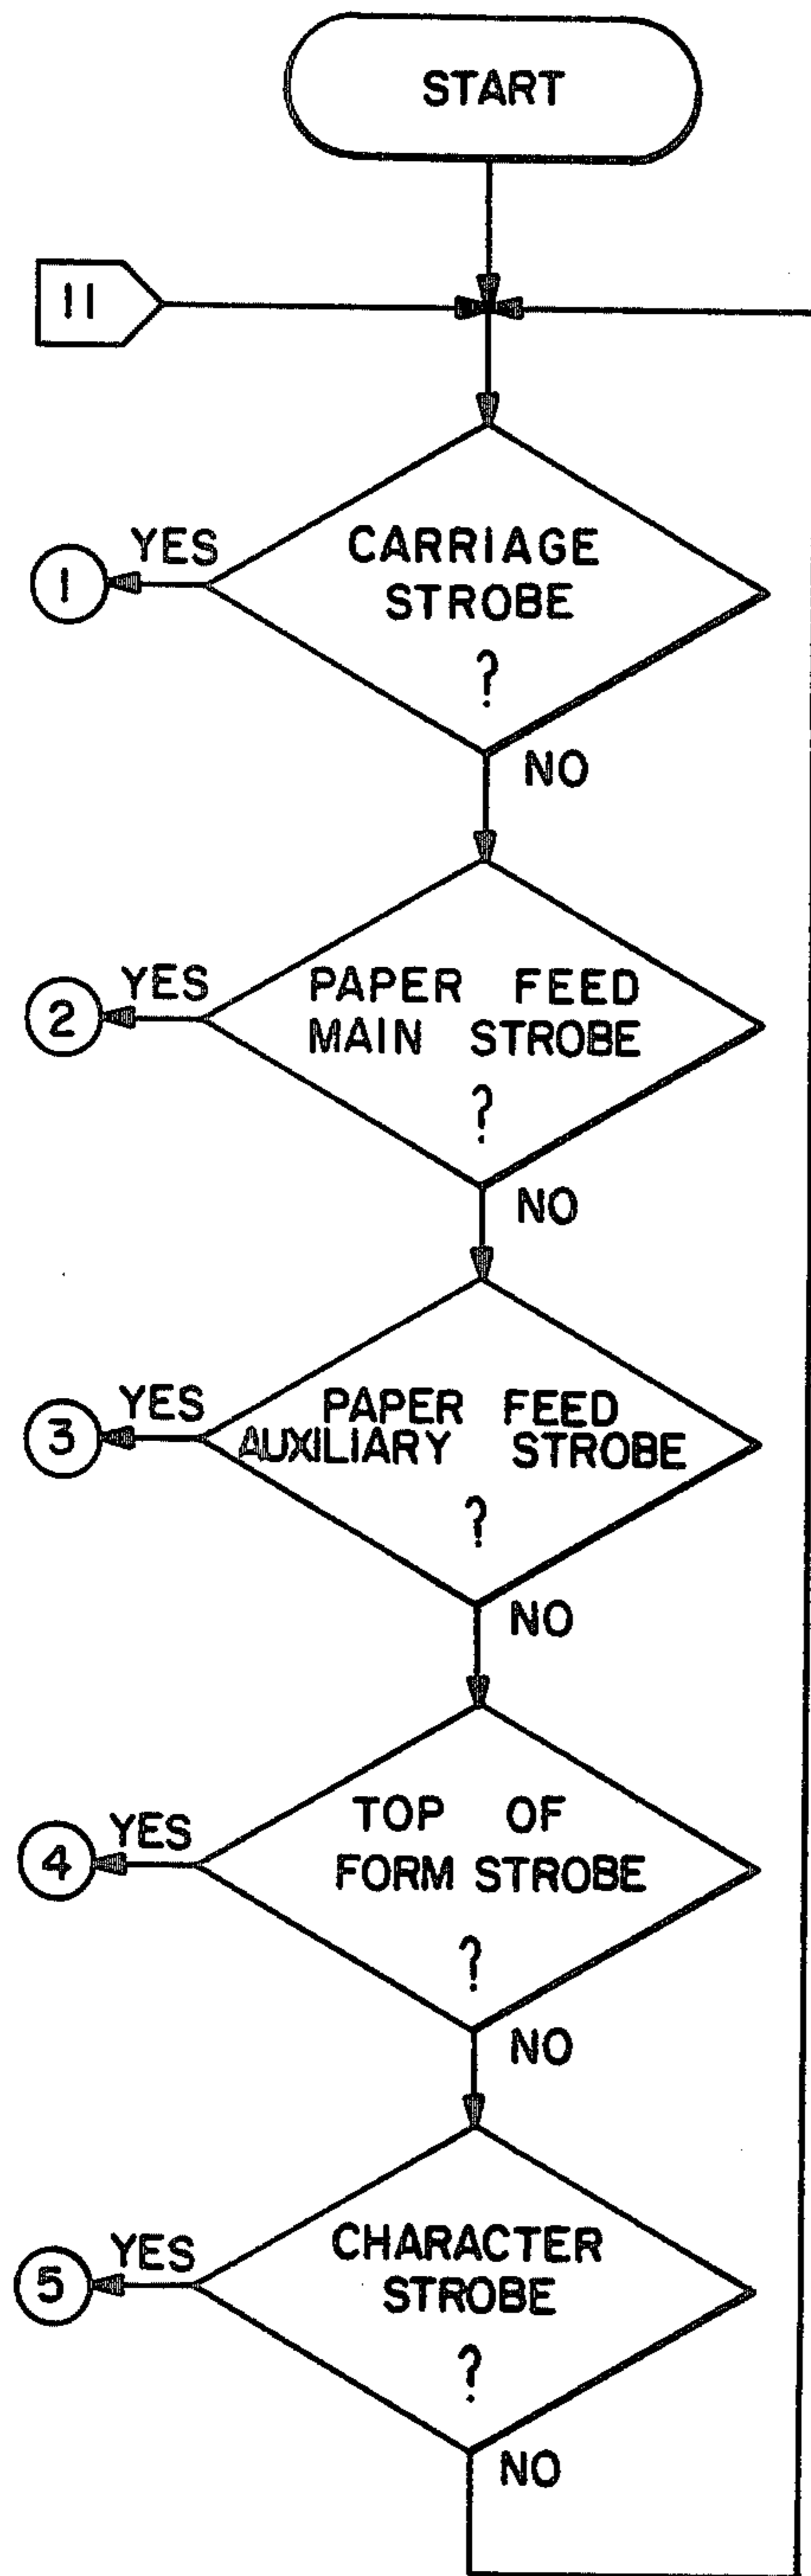 START
11
YES
CARRIAGE
STROBE
?
1
NO
YES
PAPER FEED
MAIN STROBE
?
2
NO
YES
PAPER FEED
AUXILIARY STROBE
?
3
NO
YES
TOP OF
FORM STROBE
?
4
NO
YES
CHARACTER
STROBE
?
5
NO